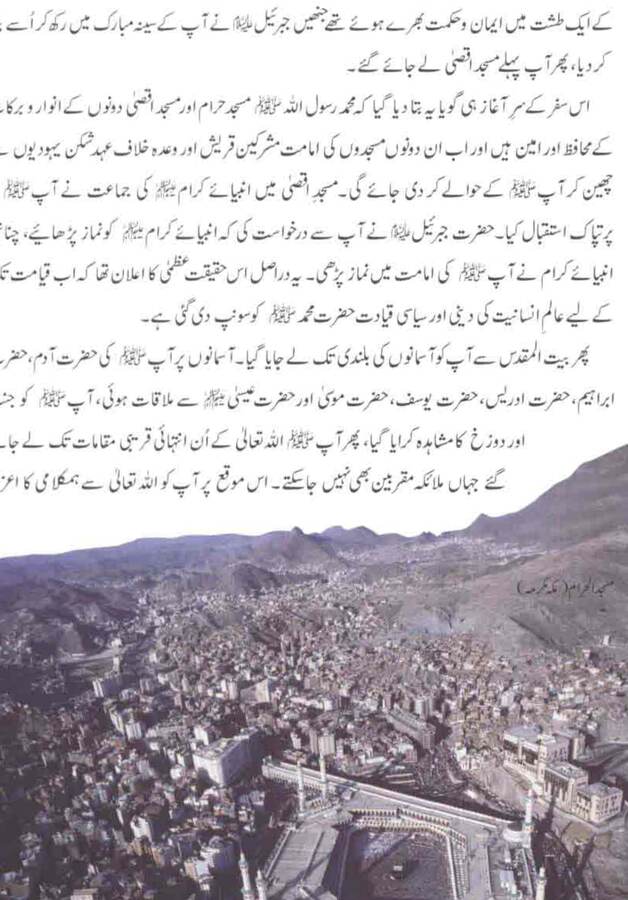 کے ایک طشت میں ایمان و حکمت بھرے ہوئے تھے جنھیں جبرئیل علیہ السلام نے آپ کے سینہ مبارک میں رکھ کر اُسے
کر دیا، پھر آپ پہلے مسجد اقصیٰ لے جائے گئے۔
اس سفر کے سرِ آغاز ہی گویا یہ بتا دیا گیا کہ محمد رسول اللہ ﷺ مسجد حرام اور مسجد اقصیٰ دونوں کے انوار و برکا
کے محافظ اور امین ہیں اور اب ان دونوں مسجدوں کی امامت مشرکین قریش اور وعدہ خلاف عہد شکن یہودیوں
چھین کر آپ ﷺ کے حوالے کر دی جائے گی۔ مسجدِ اقصیٰ میں انبیائے کرام علیہم السلام کی جماعت نے آپ ﷺ
پرتپاک استقبال کیا۔ حضرت جبرئیل علیہ السلام نے آپ سے درخواست کی کہ انبیائے کرام علیہم السلام کو نماز پڑھائیے، چنا
انبیائے کرام نے آپ ﷺ کی امامت میں نماز پڑھی۔ یہ دراصل اس حقیقت عظمیٰ کا اعلان تھا کہ اب قیامت تک
کے لیے عالم انسانیت کی دینی اور سیاسی قیادت حضرت محمد ﷺ کو سونپ دی گئی ہے۔
پھر بیت المقدس سے آپ کو آسمانوں کی بلندی تک لے جایا گیا۔ آسمانوں پر آپ ﷺ کی حضرت آدم، حضر
ابراہیم، حضرت ادریس، حضرت یوسف، حضرت موسیٰ اور حضرت عیسیٰ علیہم السلام سے ملاقات ہوئی، آپ ﷺ کو جنت
اور دوزخ کا مشاہدہ کرایا گیا، پھر آپ ﷺ اللہ تعالیٰ کے اُن انتہائی قریبی مقامات تک لے جائے
گئے جہاں ملائکہ مقربین بھی نہیں جا سکتے۔ اس موقع پر آپ کو اللہ تعالیٰ سے ہمکلامی کا اعز
مسجد الحرام (مکہ مکرمہ)